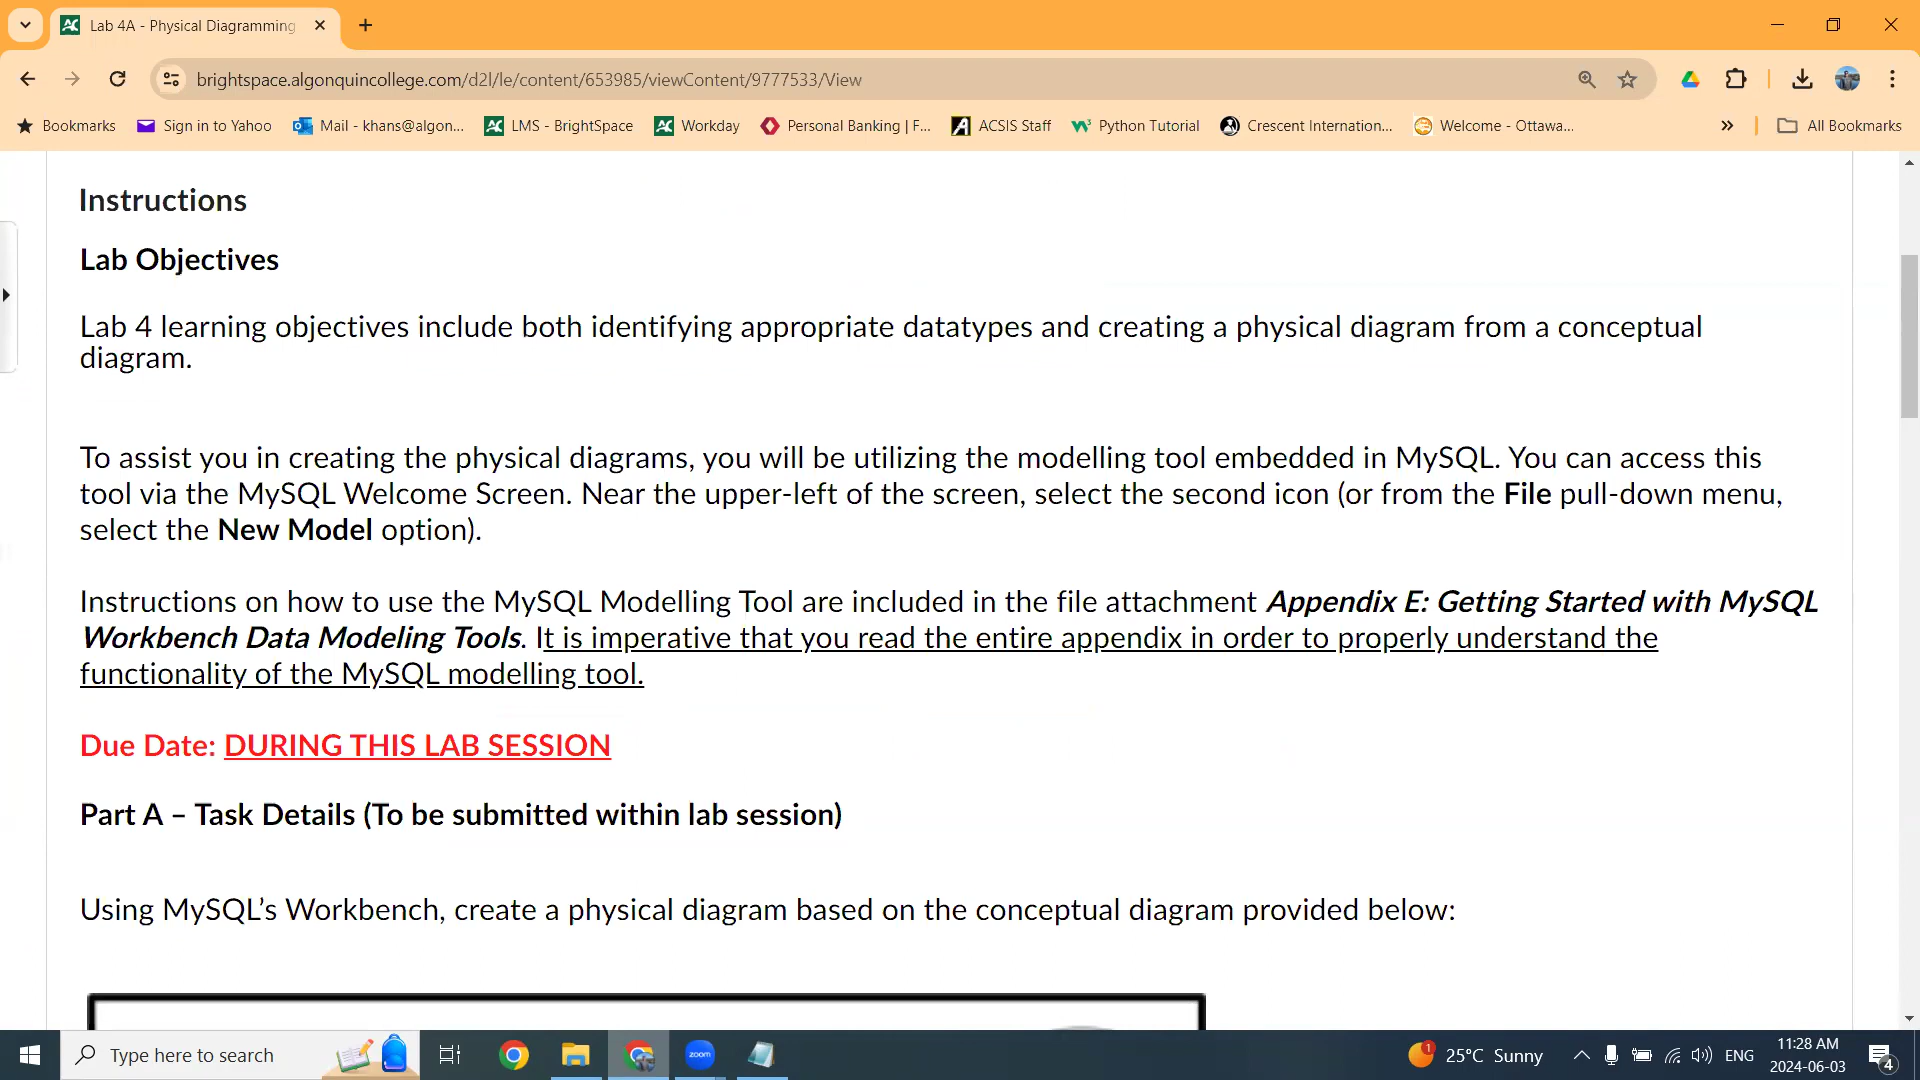 Lab 4A - Physical Diagramming
brightspace.algonquincollege.com/d2l/le/content/653985/viewContent/9777533/View
Bookmarks Sign in to Yahoo Mail - khans@algon... LMS - BrightSpace Workday Personal Banking | F... ACSIS Staff Python Tutorial Crescent Internation... Welcome - Ottawa... » All Bookmarks
Instructions
Lab Objectives
Lab 4 learning objectives include both identifying appropriate datatypes and creating a physical diagram from a conceptual
diagram.
To assist you in creating the physical diagrams, you will be utilizing the modelling tool embedded in MySQL. You can access this
tool via the MySQL Welcome Screen. Near the upper-left of the screen, select the second icon (or from the File pull-down menu,
select the New Model option).
Instructions on how to use the MySQL Modelling Tool are included in the file attachment Appendix E: Getting Started with MySQL
Workbench Data Modeling Tools. It is imperative that you read the entire appendix in order to properly understand the
functionality of the MySQL modelling tool.
Due Date: DURING THIS LAB SESSION
Part A – Task Details (To be submitted within lab session)
Using MySQL’s Workbench, create a physical diagram based on the conceptual diagram provided below:
Type here to search
zoom
1
25°C Sunny
ENG
11:28 AM
2024-06-03
4